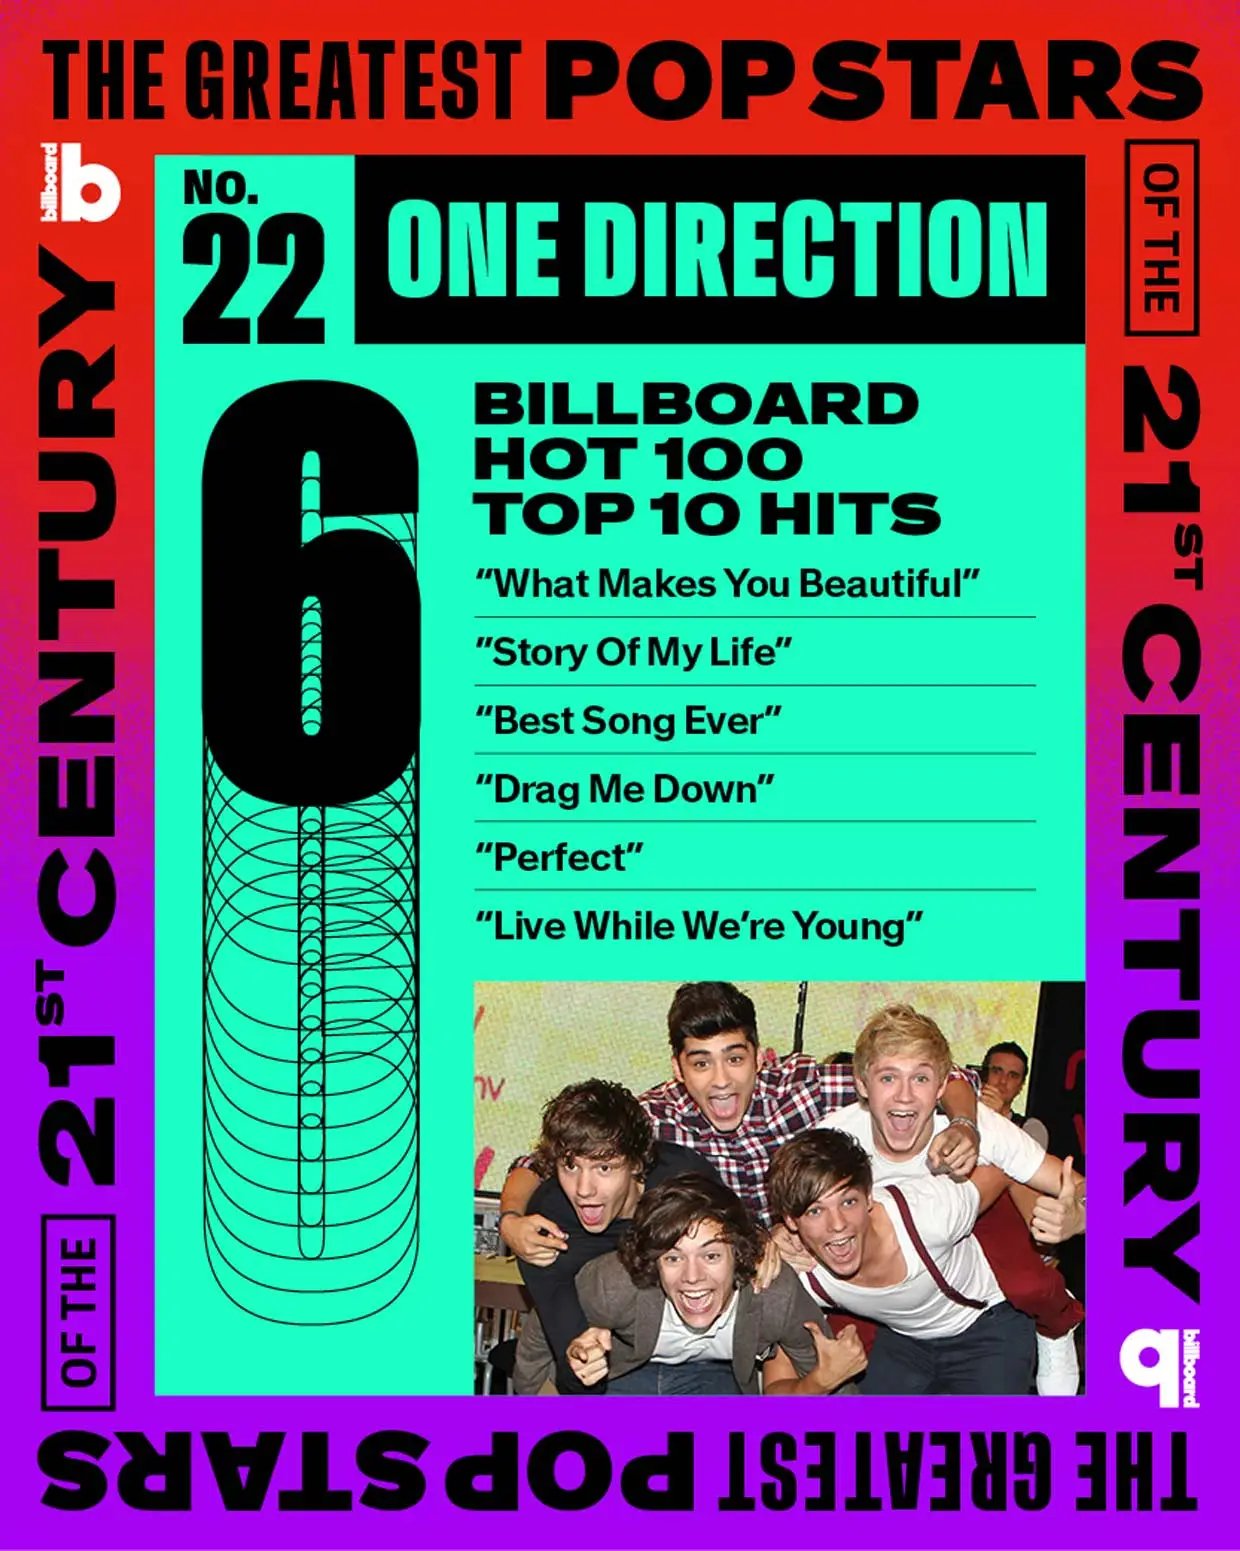 THE GREATEST POP STARS
billboard b
OF THE
21ST CENTURY
NO.
22
ONE DIRECTION
6
BILLBOARD
HOT 100
TOP 10 HITS
“What Makes You Beautiful”
”Story Of My Life”
“Best Song Ever”
“Drag Me Down”
“Perfect”
“Live While We’re Young”
THE GREATEST POP STARS
billboard b
OF THE
21ST CENTURY